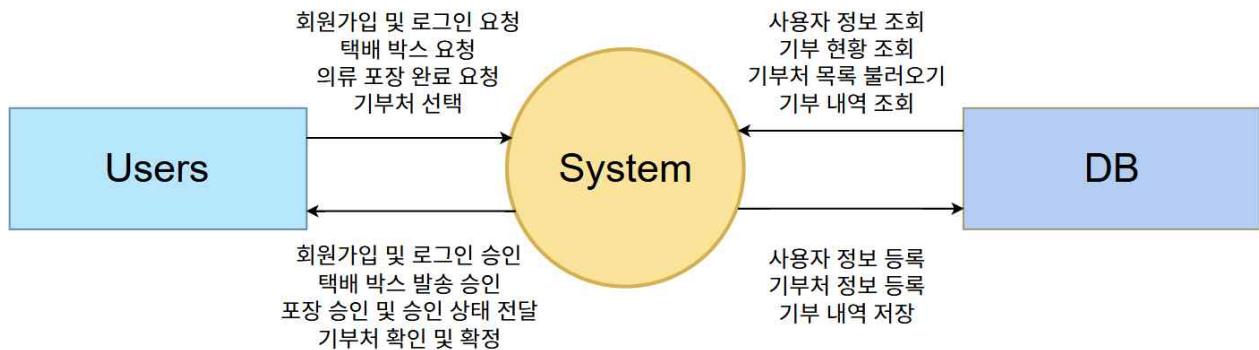 회원가입 및 로그인 요청
택배 박스 요청
의류 포장 완료 요청
기부처 선택
사용자 정보 조회
기부 현황 조회
기부처 목록 불러오기
기부 내역 조회
Users
System
DB
회원가입 및 로그인 승인
택배 박스 발송 승인
포장 승인 및 승인 상태 전달
기부처 확인 및 확정
사용자 정보 등록
기부처 정보 등록
기부 내역 저장